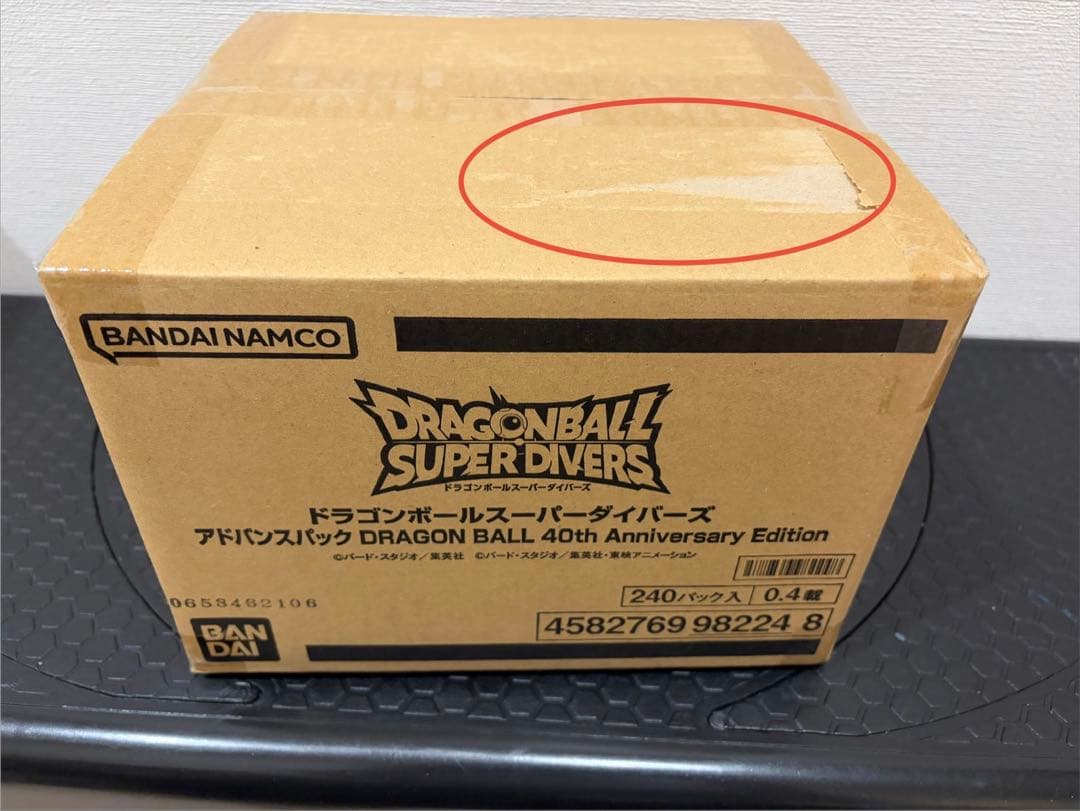 BANDAI NAMCO
DRAGONBALL
SUPER DIVERS
ドラゴンボールスーパーダイバーズ
ドラゴンボールスーパーダイバーズ
アドバンスパック DRAGON BALL 40th Anniversary Edition
©バード・スタジオ/集英社 ©バード・スタジオ/集英社・東映アニメーション
240パック入 0.4載
0658462106
4582769 98224 8
BAN
DAI